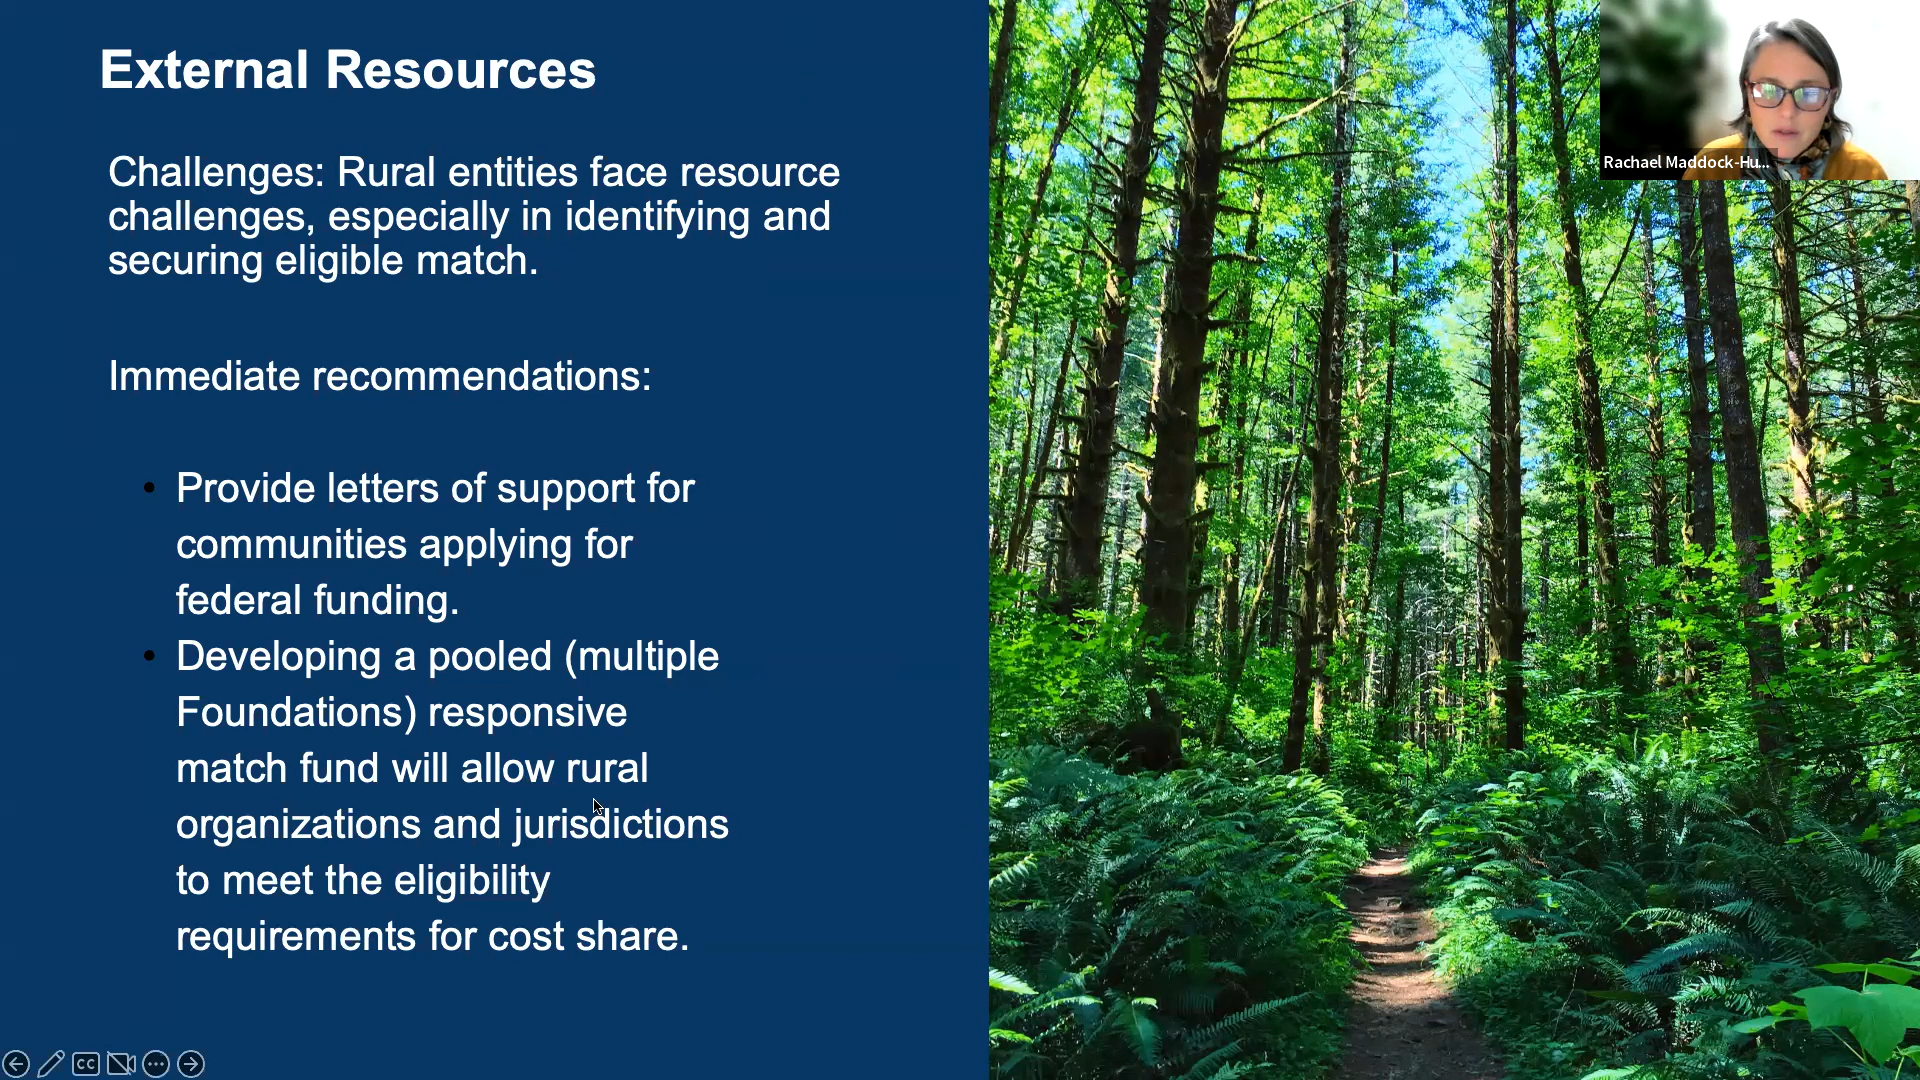 External Resources
Challenges: Rural entities face resource
challenges, especially in identifying and
securing eligible match.
Immediate recommendations:
• Provide letters of support for
communities applying for
federal funding.
• Developing a pooled (multiple
Foundations) responsive
match fund will allow rural
organizations and jurisdictions
to meet the eligibility
requirements for cost share.
Rachael Maddock-Hu...
CC